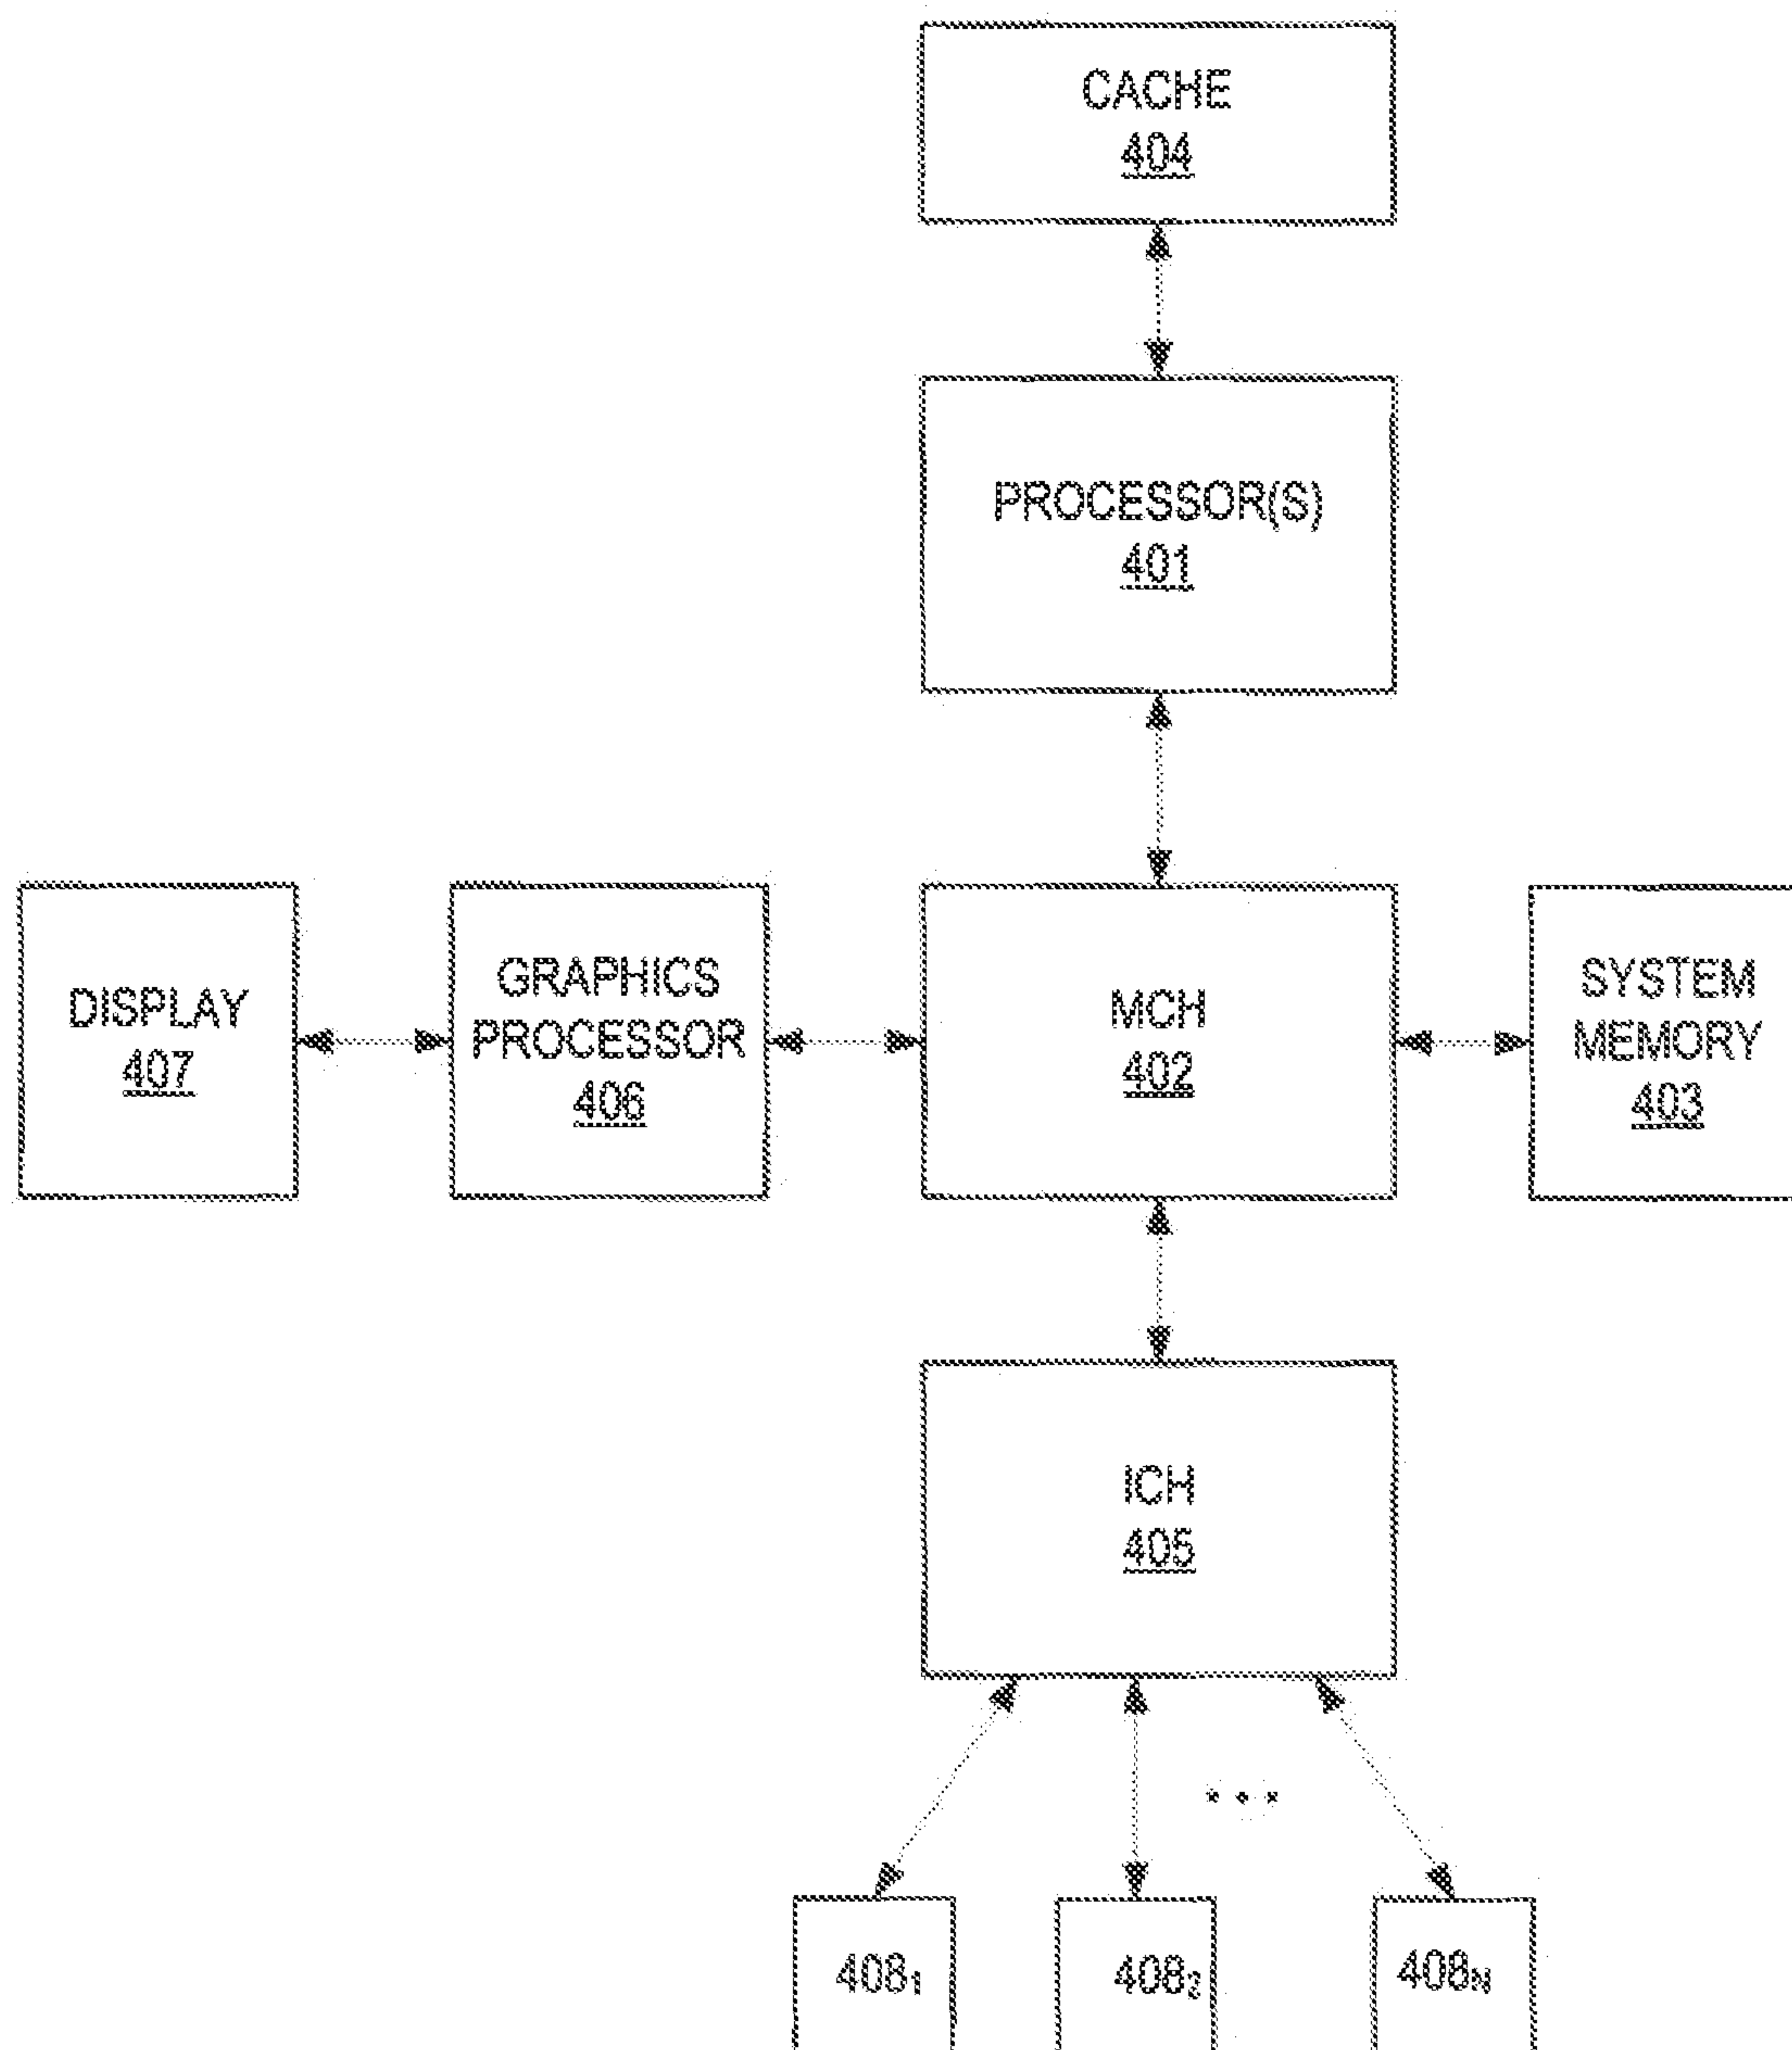 CACHE
404
PROCESSOR(S)
401
DISPLAY
407
GRAPHICS
PROCESSOR
406
MCH
402
SYSTEM
MEMORY
403
ICH
405
...
408₁
408₂
408N